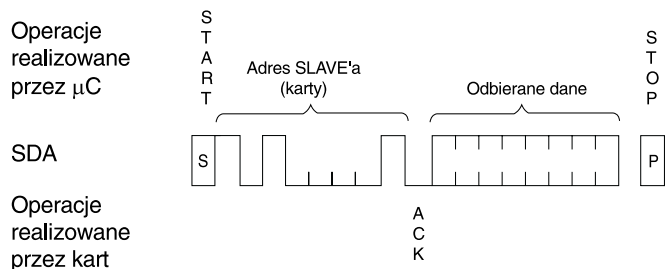 Operacje
realizowane
przez μC
START
Adres SLAVE'a
(karty)
Odbierane dane
STOP
SDA
S
P
Operacje
realizowane
przez kart
ACK